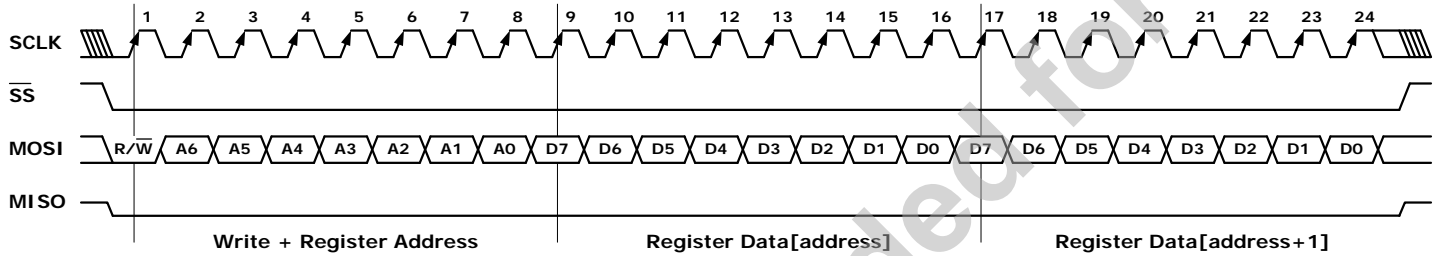 1 2 3 4 5 6 7 8 9 10 11 12 13 14 15 16 17 18 19 20 21 22 23 24
SCLK
S̅S̅
MOSI R/W̅ A6 A5 A4 A3 A2 A1 A0 D7 D6 D5 D4 D3 D2 D1 D0 D7 D6 D5 D4 D3 D2 D1 D0
MISO
Write + Register Address Register Data[address] Register Data[address+1]
ded for